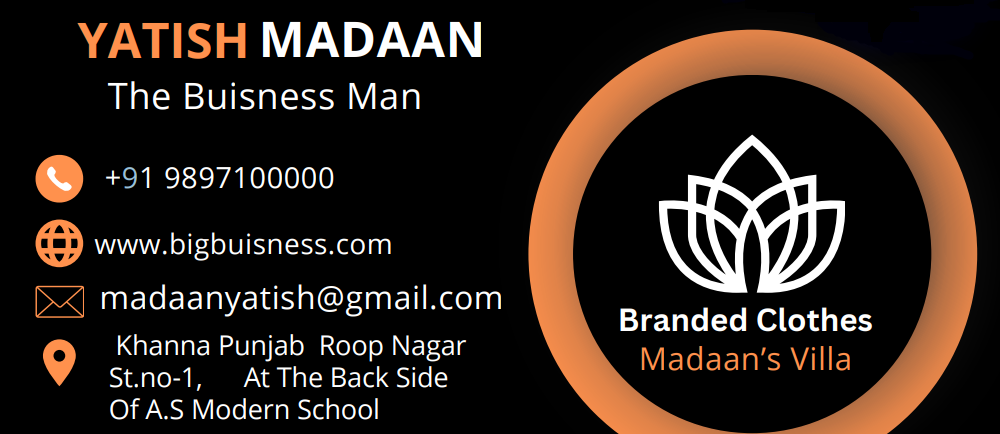 YATISH MADAAN
The Buisness Man
+91 9897100000
www.bigbuisness.com
madaanyatish@gmail.com
Khanna Punjab Roop Nagar
St.no-1, At The Back Side
Of A.S Modern School
Branded Clothes
Madaan's Villa